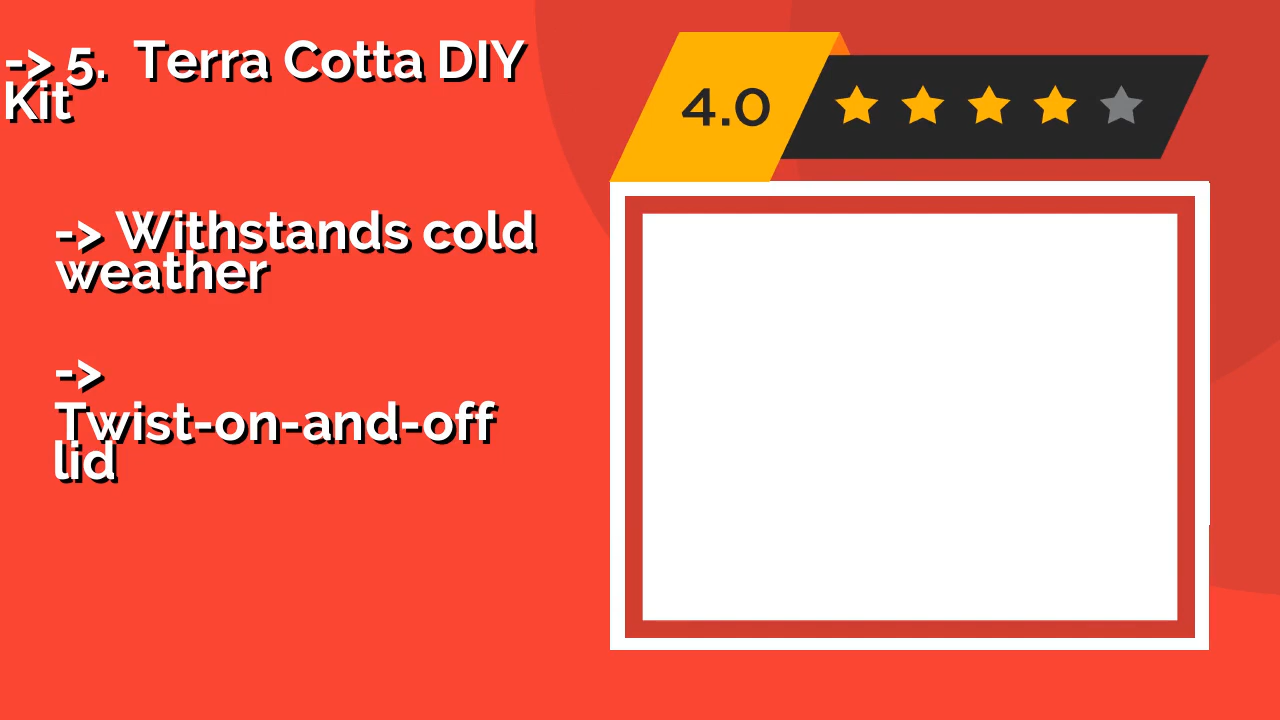 -> 5.  Terra Cotta DIY
Kit
4.0
-> Withstands cold
weather
->
Twist-on-and-off
lid